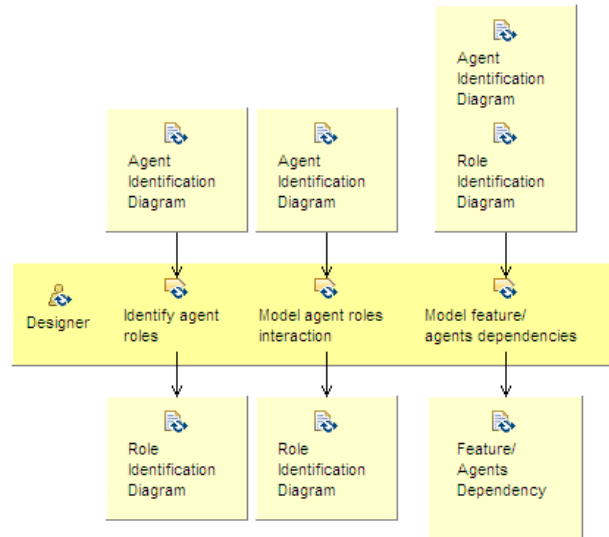 Agent
Identification
Diagram
Role
Identification
Diagram
Agent
Identification
Diagram
Agent
Identification
Diagram
Designer
Identify agent
roles
Model agent roles
interaction
Model feature/
agents dependencies
Role
Identification
Diagram
Role
Identification
Diagram
Feature/
Agents
Dependency